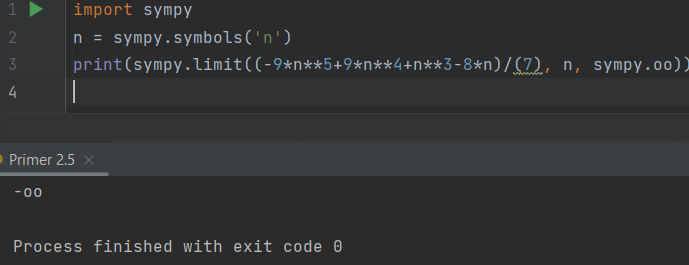 1 import sympy
2 n = sympy.symbols('n')
3 print(sympy.limit((-9*n**5+9*n**4+n**3-8*n)/(7), n, sympy.oo))
4
Primer 2.5 ×
-oo
Process finished with exit code 0